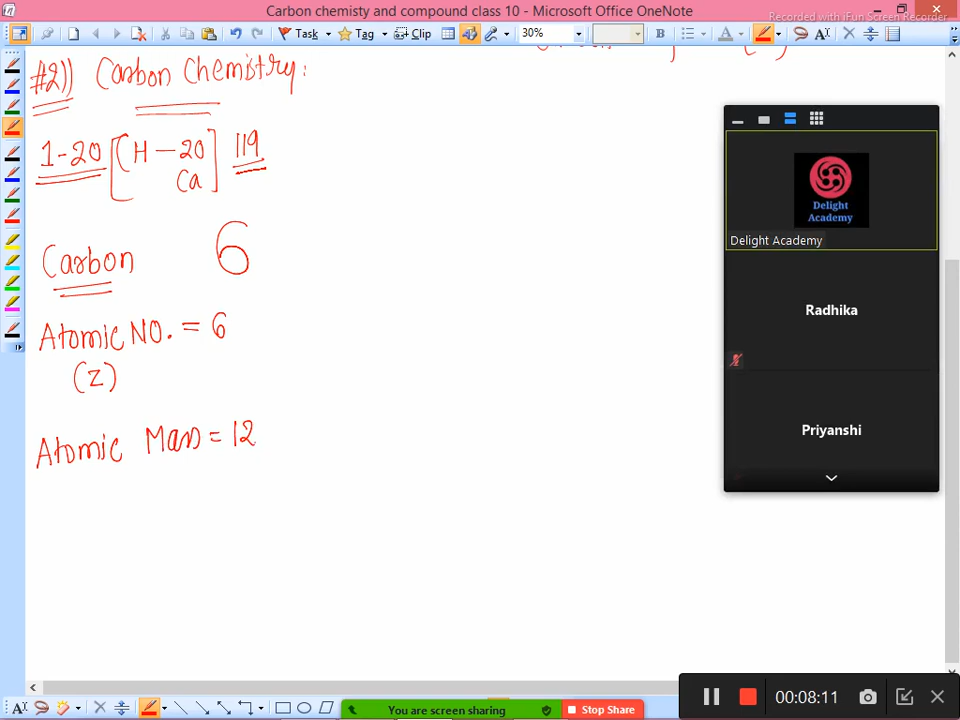 Carbon chemisty and compound class 10 - Microsoft Office OneNote
Recorded with iFun Screen Recorder
Task Tag Clip 30% B A
#2)) Carbon Chemistry:
1-20 [H - 20 Ca] 119
Carbon 6
Atomic NO. = 6
(Z)
Atomic Mass = 12
Delight Academy
Delight Academy
Radhika
Priyanshi
You are screen sharing
Stop Share
00:08:11